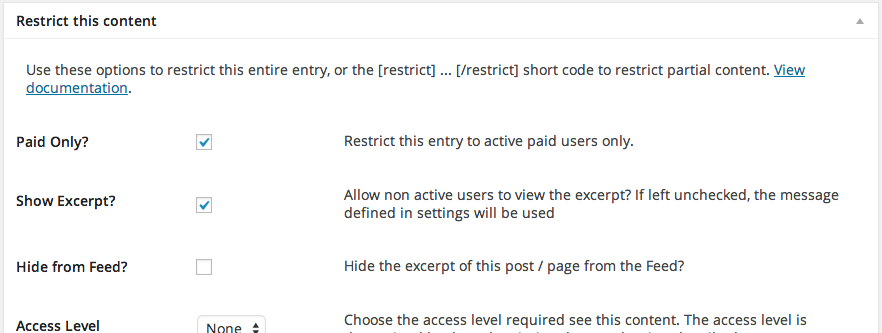 Restrict this content
Use these options to restrict this entire entry, or the [restrict] ... [/restrict] short code to restrict partial content. View
documentation.
Paid Only? Restrict this entry to active paid users only.
Show Excerpt? Allow non active users to view the excerpt? If left unchecked, the message
defined in settings will be used
Hide from Feed? Hide the excerpt of this post / page from the Feed?
Access Level None Choose the access level required see this content. The access level is